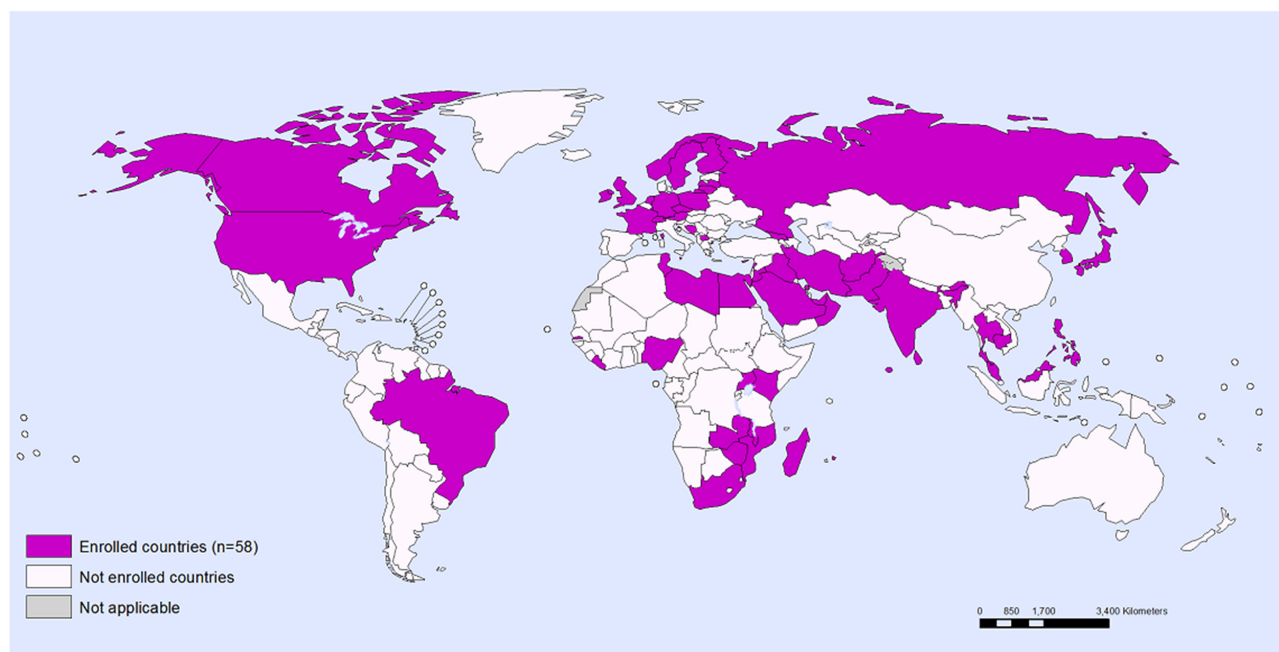 Enrolled countries (n=58)
Not enrolled countries
Not applicable
0 850 1,700 3,400 Kilometers